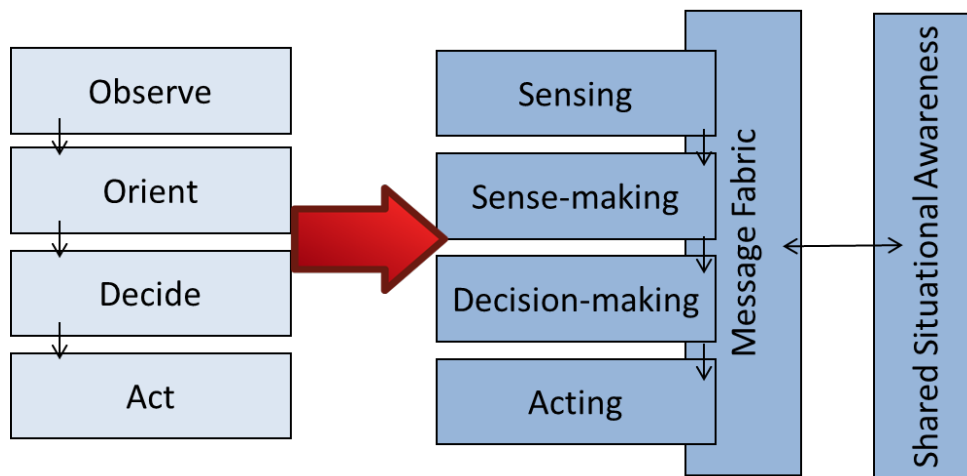 Observe
Orient
Decide
Act
Sensing
Sense-making
Decision-making
Acting
Message Fabric
Shared Situational Awareness